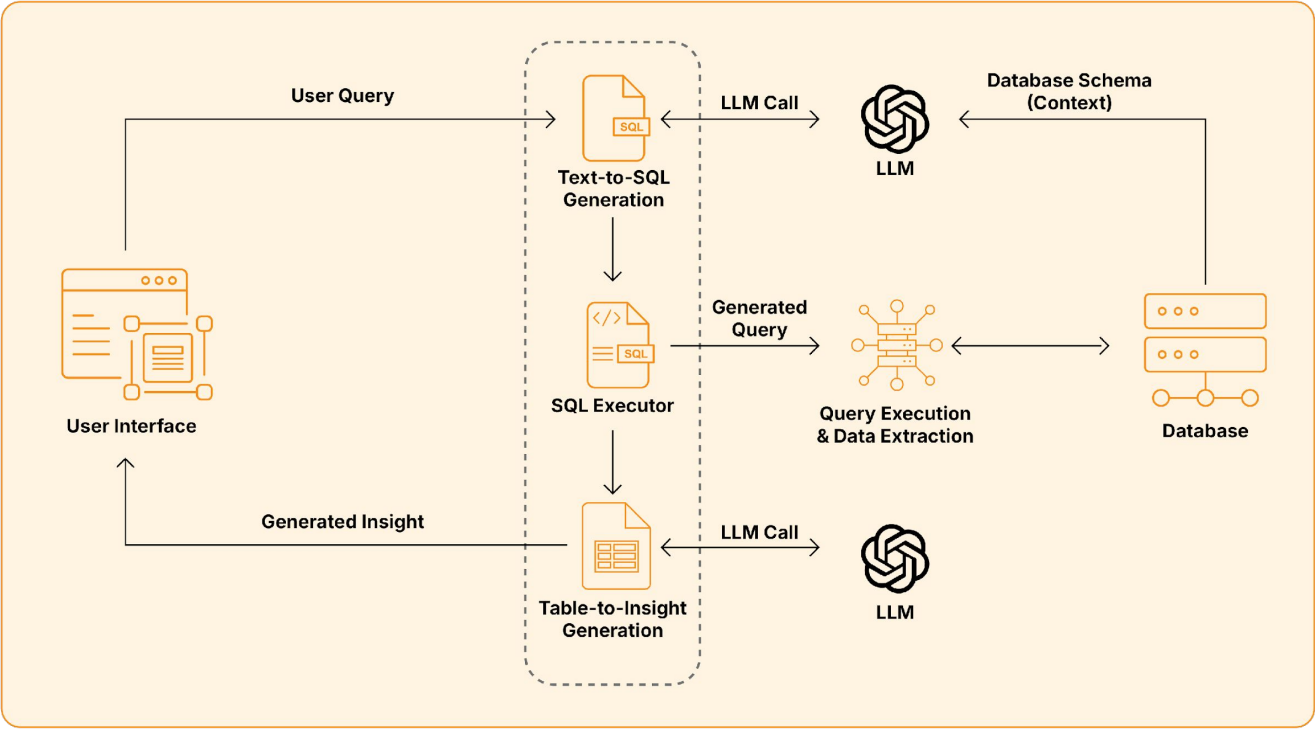 User Query
SQL
Text-to-SQL
Generation
LLM Call
LLM
Database Schema
(Context)
User Interface
</>
SQL
SQL Executor
Generated
Query
Query Execution
& Data Extraction
Database
Generated Insight
Table-to-Insight
Generation
LLM Call
LLM